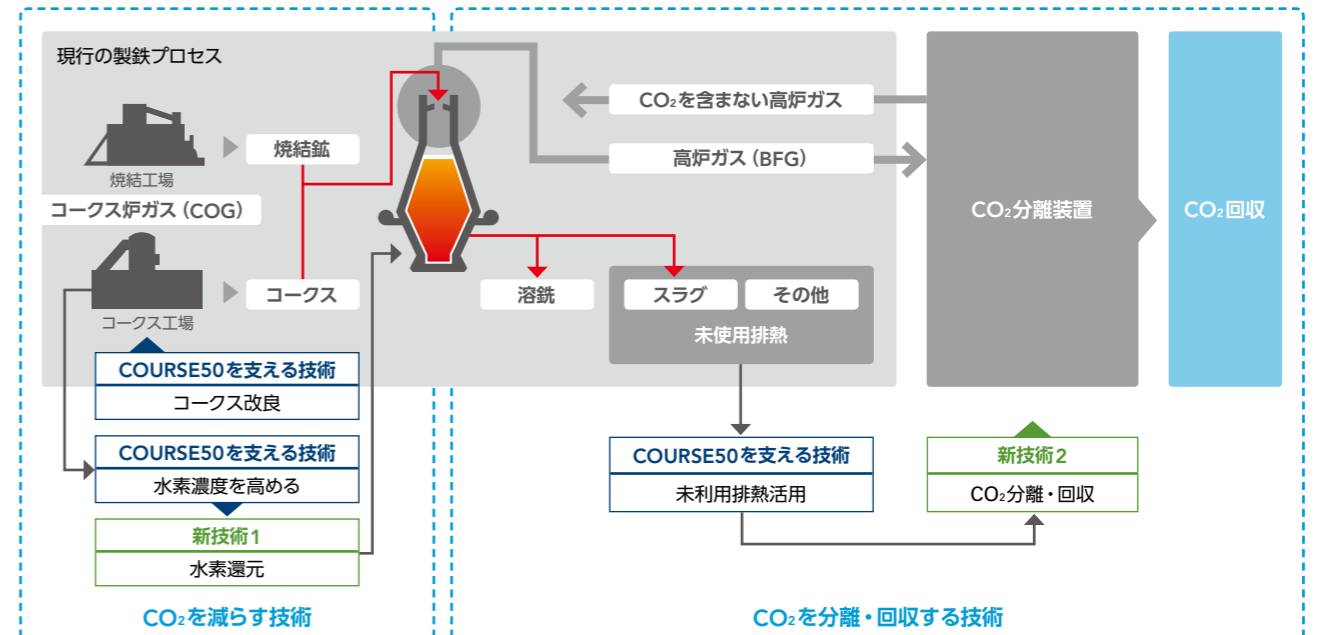 現行の製鉄プロセス
焼結工場
焼結鉱
コークス炉ガス（COG）
コークス工場
コークス
COURSE50を支える技術
コークス改良
COURSE50を支える技術
水素濃度を高める
新技術1
水素還元
CO₂を減らす技術
CO₂を含まない高炉ガス
高炉ガス（BFG）
溶銑
スラグ
その他
未使用排熱
COURSE50を支える技術
未利用排熱活用
CO₂分離装置
CO₂回収
新技術2
CO₂分離・回収
CO₂を分離・回収する技術